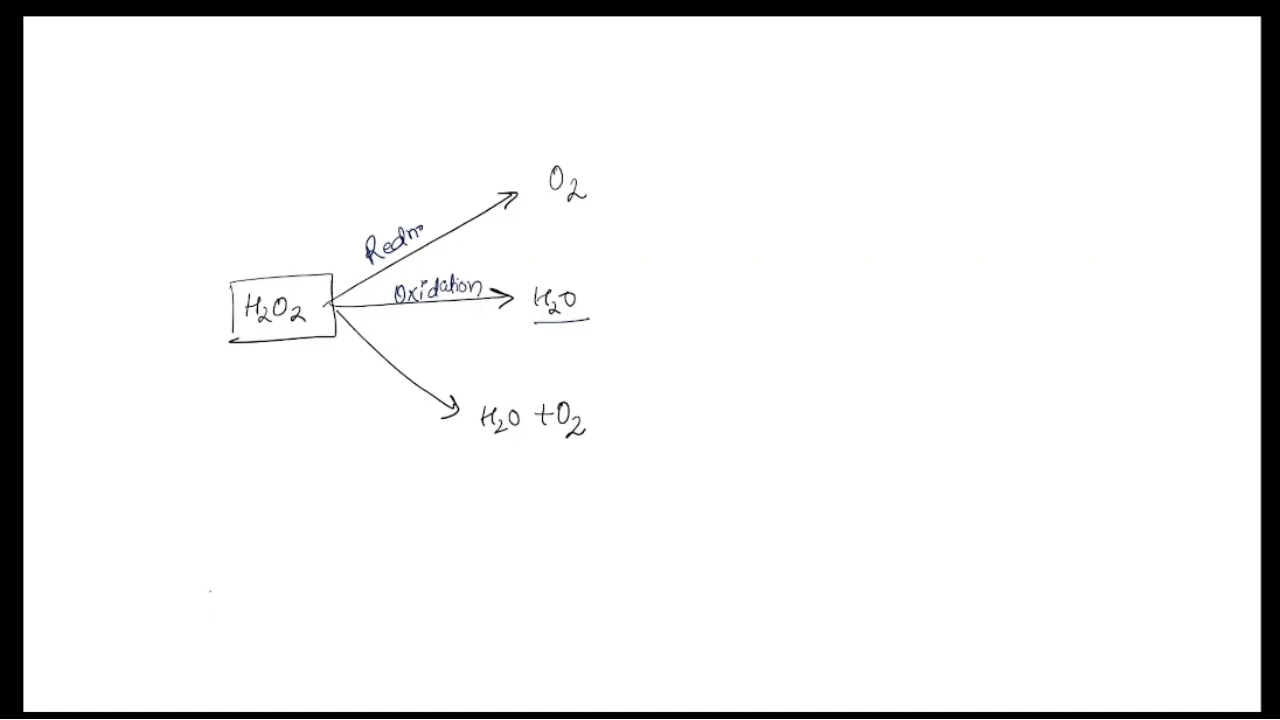 O₂
Redn
Oxidation
H₂O
H₂O₂
H₂O + O₂